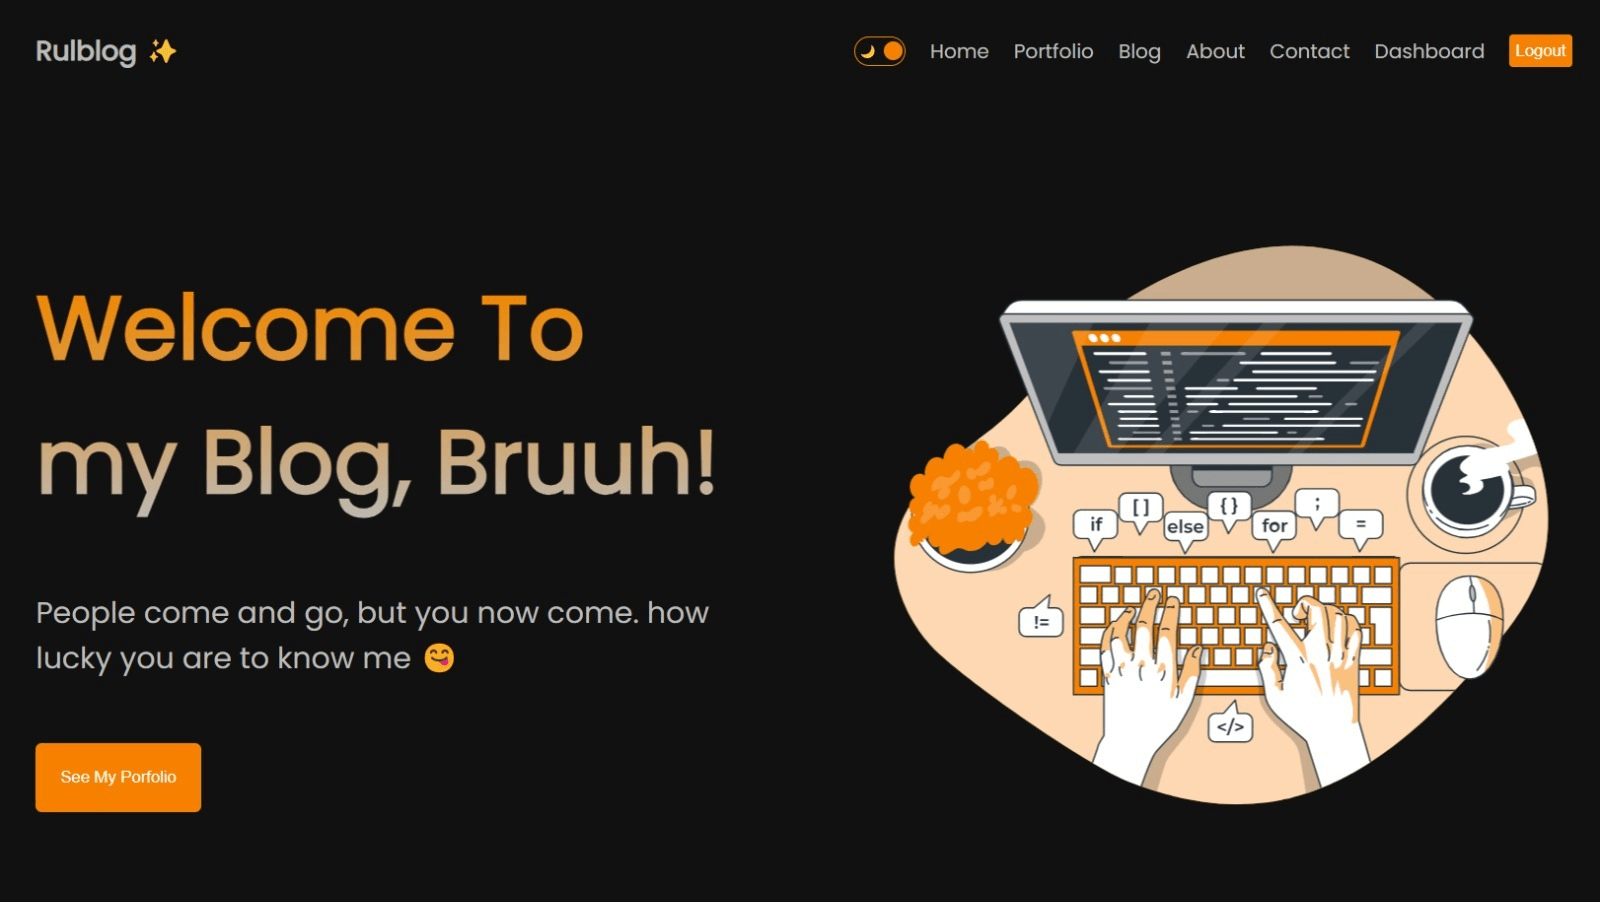 Rulblog ✨
Home Portfolio Blog About Contact Dashboard Logout
Welcome To
my Blog, Bruuh!
People come and go, but you now come. how
lucky you are to know me 😋
See My Porfolio
if [ ] else { } for ; =
!=
</>